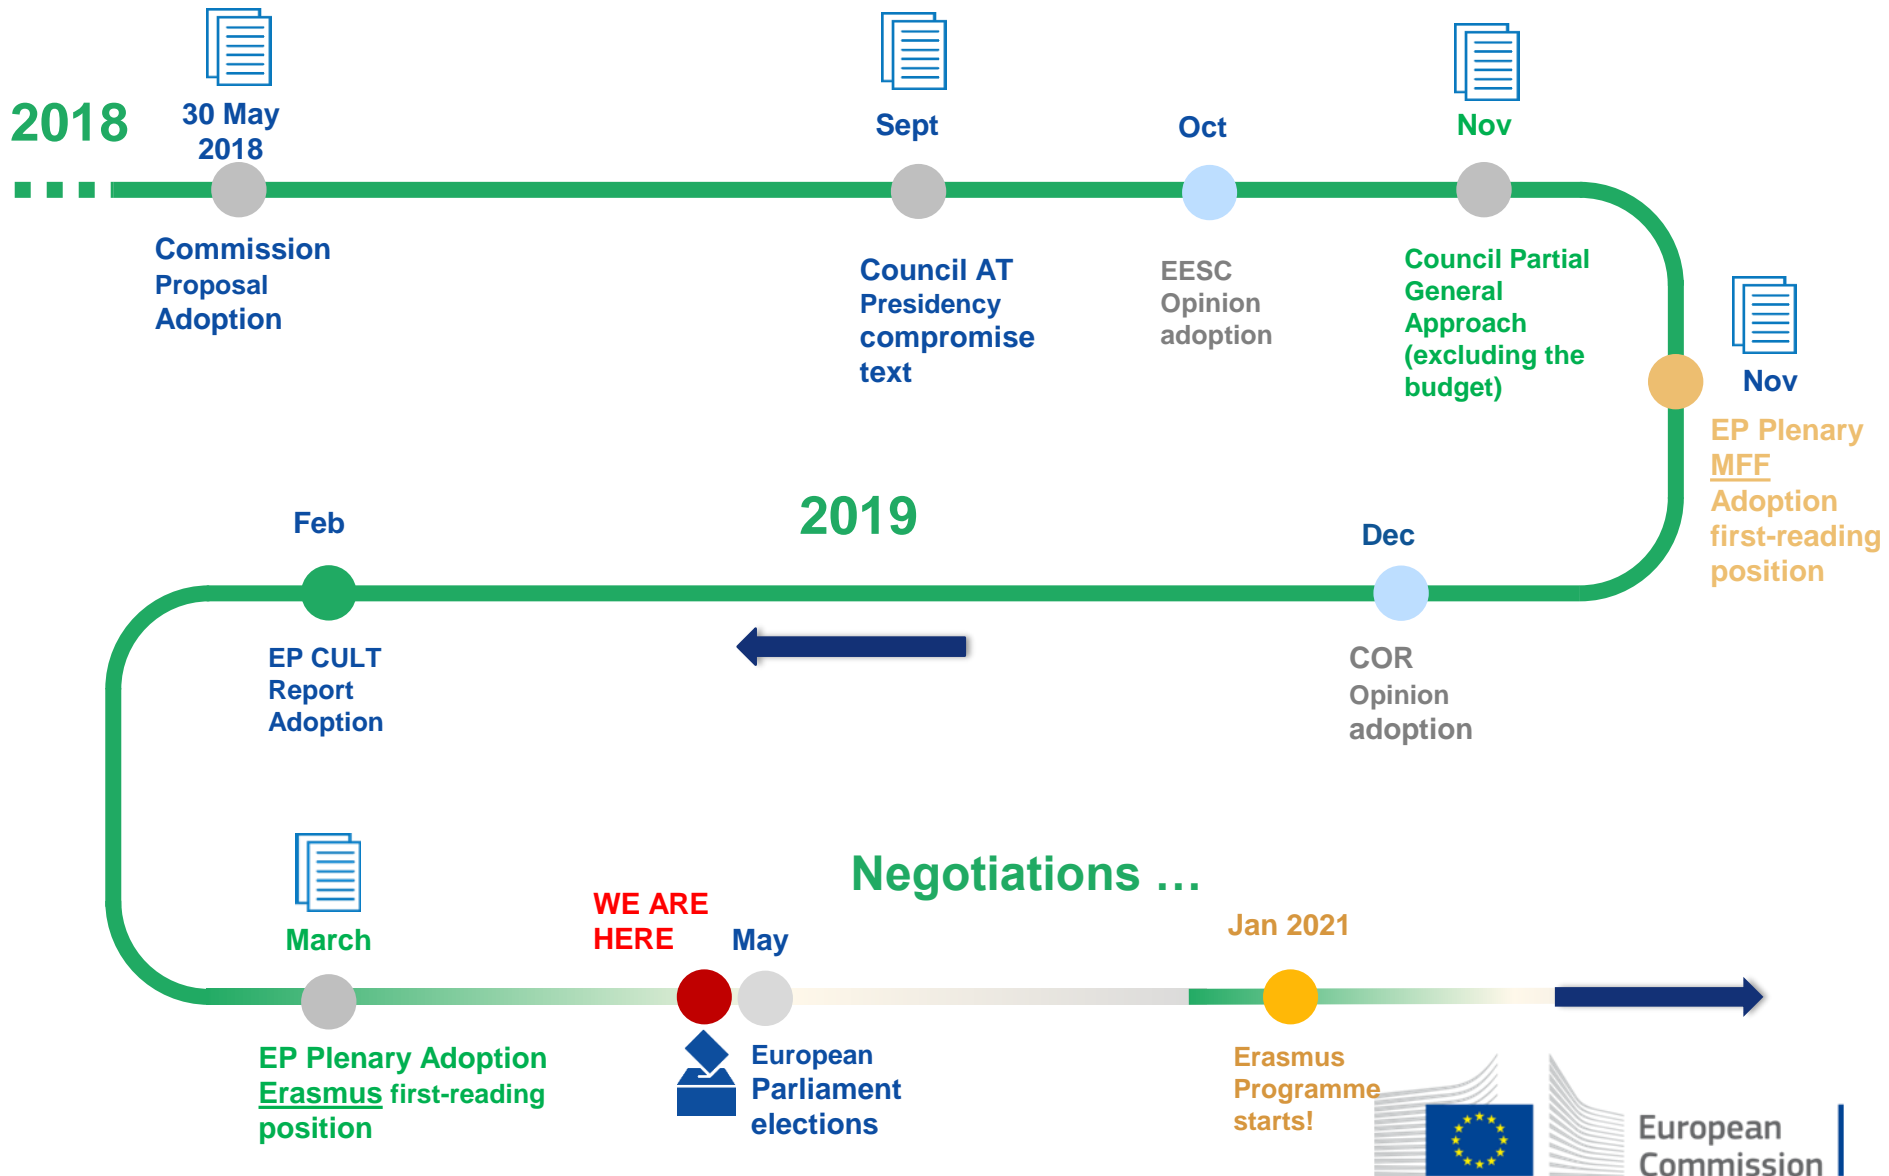 2018
30 May
2018
Commission
Proposal
Adoption
Sept
Council AT
Presidency
compromise
text
Oct
EESC
Opinion
adoption
Nov
Council Partial
General
Approach
(excluding the
budget)
Nov
EP Plenary
MFF
Adoption
first-reading
position
2019
Dec
COR
Opinion
adoption
Feb
EP CULT
Report
Adoption
March
EP Plenary Adoption
Erasmus first-reading
position
WE ARE
HERE
May
European
Parliament
elections
Negotiations …
Jan 2021
Erasmus
Programme
starts!
European
Commission